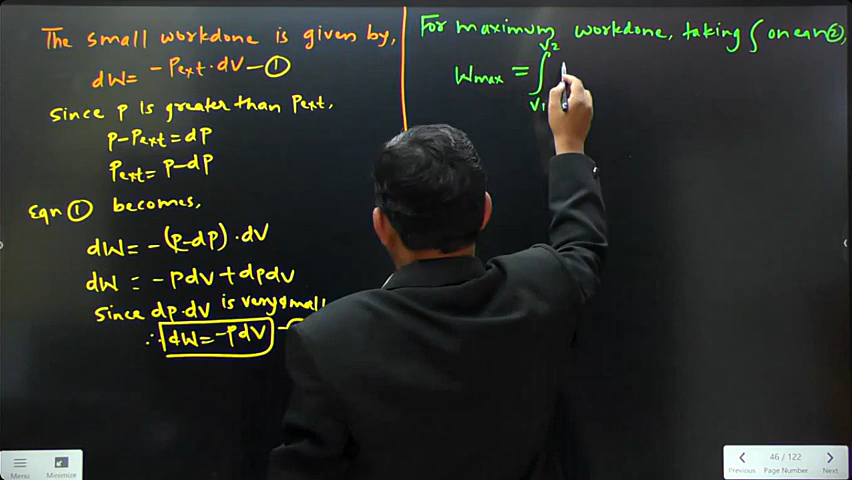 The small workdone is given by,
dW= -Pext.dV-①
Since P is greater than Pext,
P-Pext=dP
Pext=P-dP
Eqn ① becomes,
dW= -(P-dP).dV
dW = -PdV+dPdV
Since dP.dV is very small
∴ dW=-PdV -
For maximum workdone, taking ∫ on eqn②,
Wmax = ∫
V2
V1
Menu
Minimize
46 / 122
Previous Page Number Next